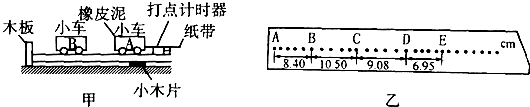 橡皮泥 打点计时器
木板 小车 小车 纸带
B A
小木片
甲
A B C D E cm
8.40 10.50 9.08 6.95
乙